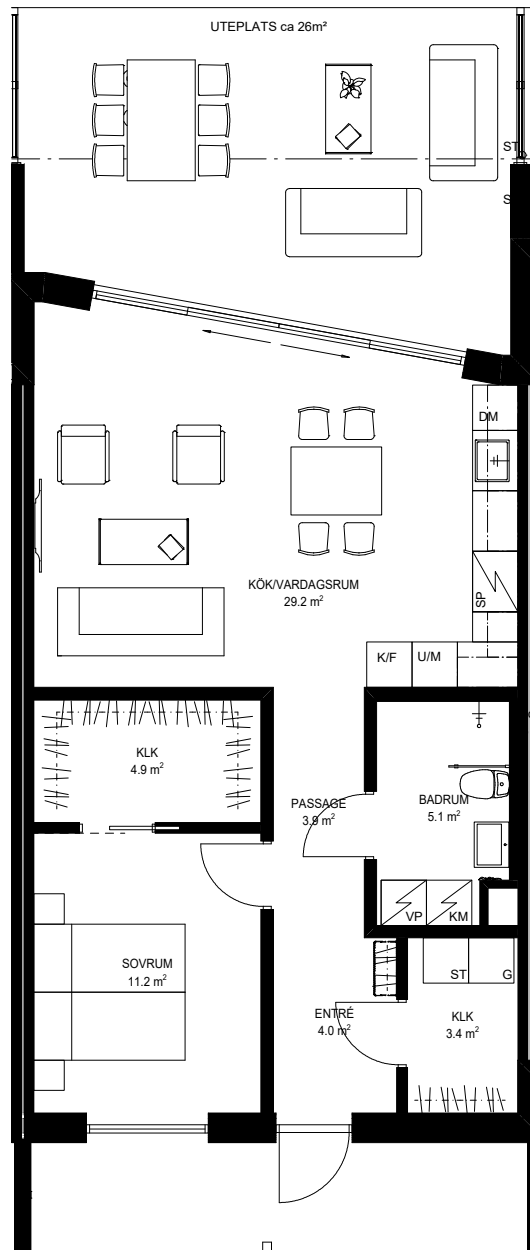 UTEPLATS ca 26m²
ST
S
DM
SP
KÖK/VARDAGSRUM
29.2 m²
K/F
U/M
KLK
4.9 m²
PASSAGE
3.9 m²
BADRUM
5.1 m²
VP
KM
SOVRUM
11.2 m²
ST
G
ENTRÉ
4.0 m²
KLK
3.4 m²